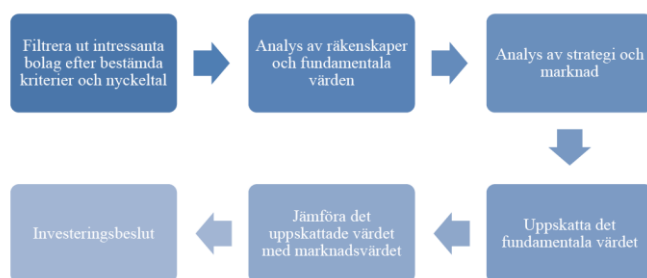 Filtrera ut intressanta
bolag efter bestämda
kriterier och nyckeltal
Analys av räkenskaper
och fundamentala
värden
Analys av strategi och
marknad
Uppskatta det
fundamentala värdet
Jämföra det
uppskattade värdet
med marknadsvärdet
Investeringsbeslut